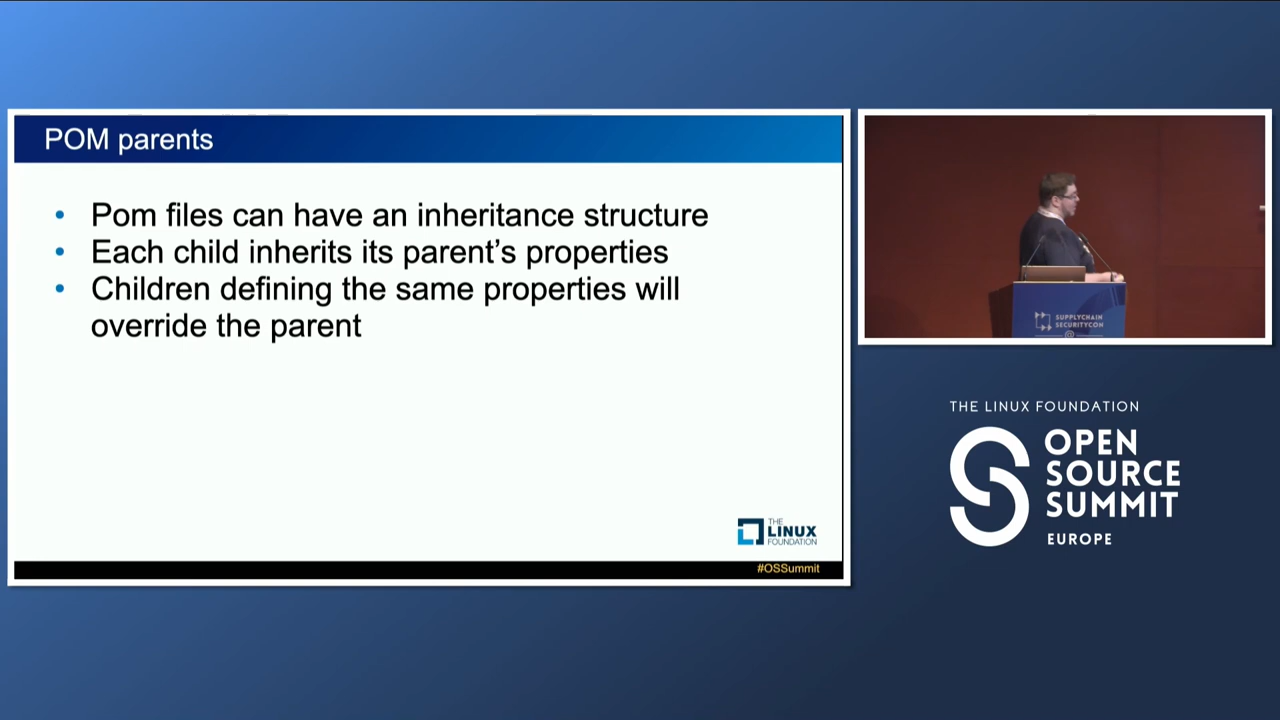 POM parents
• Pom files can have an inheritance structure
• Each child inherits its parent's properties
• Children defining the same properties will
override the parent
THE
LINUX
FOUNDATION
#OSSummit
SUPPLYCHAIN
SECURITYCON
@
THE LINUX FOUNDATION
OPEN
SOURCE
SUMMIT
EUROPE